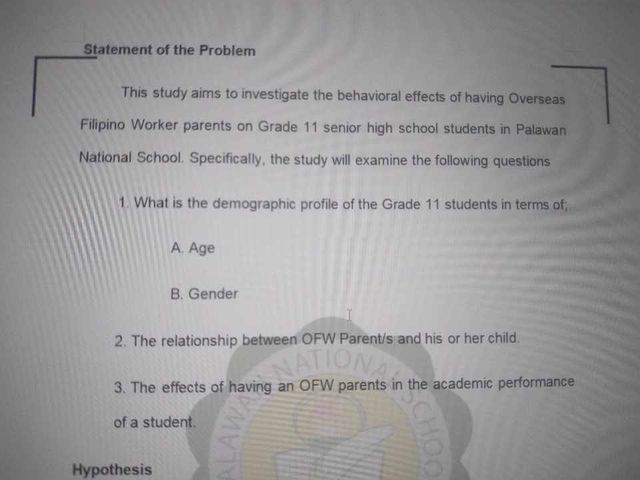 Statement of the Problem
This study aims to investigate the behavioral effects of having Overseas
Filipino Worker parents on Grade 11 senior high school students in Palawan
National School. Specifically, the study will examine the following questions
1. What is the demographic profile of the Grade 11 students in terms of;
A. Age
B. Gender
2. The relationship between OFW Parent/s and his or her child.
3. The effects of having an OFW parents in the academic performance
of a student.
PALAWAN NATIONAL SCHOOL
Hypothesis